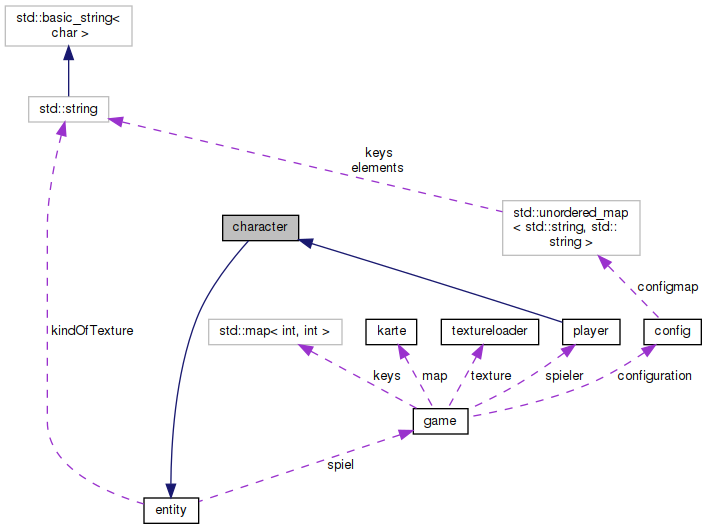 std::basic_string<
char >
std::string
keys
elements
std::unordered_map
< std::string, std::
string >
character
configmap
kindOfTexture
std::map< int, int >
karte
textureloader
player
config
keys
map
texture
spieler
configuration
game
spiel
entity